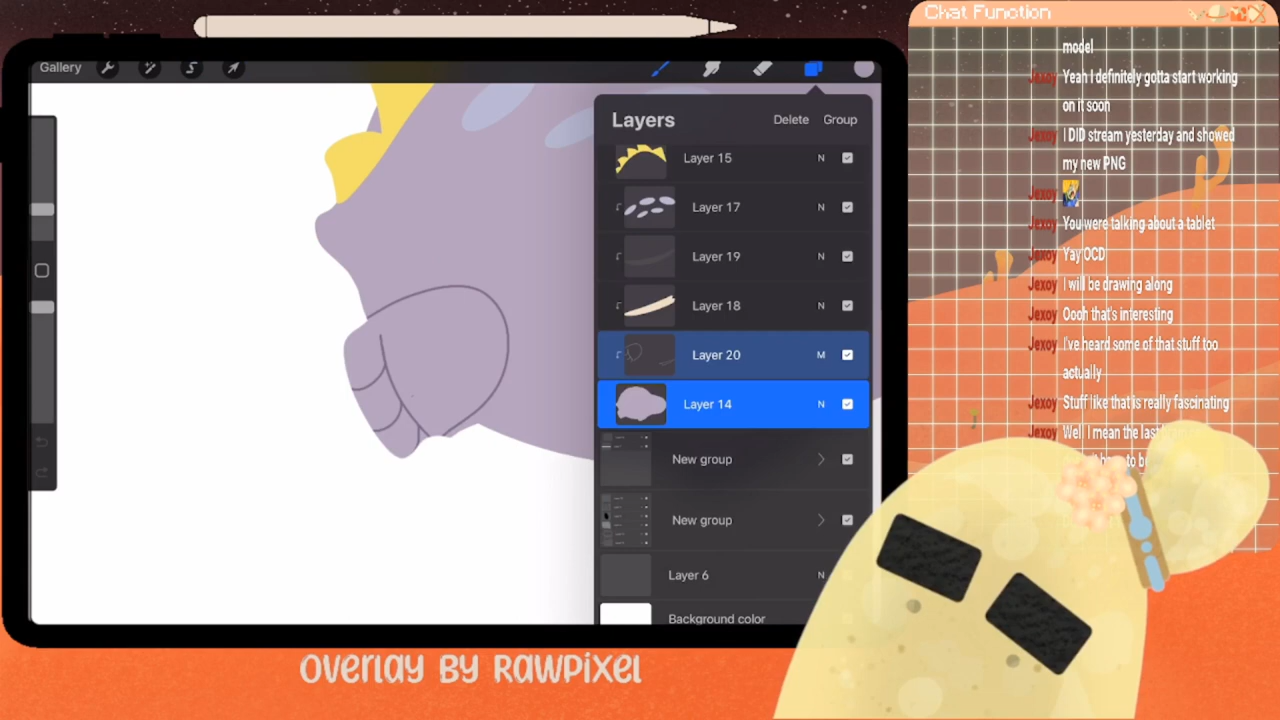 Gallery
Layers
Delete
Group
Layer 15
N
Layer 17
N
Layer 19
N
Layer 18
N
Layer 20
M
Layer 14
N
New group
New group
Layer 6
N
Background color
Overlay by Rawpixel
Chat Function
model
Jexoy Yeah I definitely gotta start working
on it soon
Jexoy I DID stream yesterday and showed
my new PNG
Jexoy
Jexoy You were talking about a tablet
Jexoy Yay OCD
Jexoy I will be drawing along
Jexoy Oooh that's interesting
Jexoy I've heard some of that stuff too
actually
Jexoy Stuff like that is really fascinating
Jexoy Well I mean the last
to be